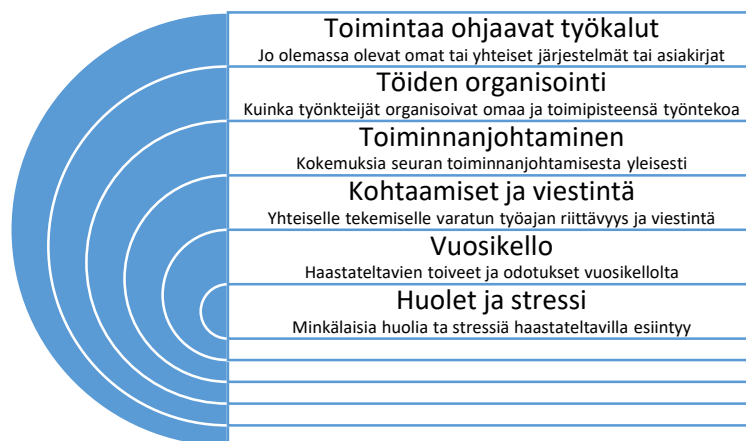 Toimintaa ohjaavat työkalut
Jo olemassa olevat omat tai yhteiset järjestelmät tai asiakirjat
Töiden organisointi
Kuinka työnkteijät organisoivat omaa ja toimipisteensä työntekoa
Toiminnanjohtaminen
Kokemuksia seuran toiminnanjohtamisesta yleisesti
Kohtaamiset ja viestintä
Yhteiselle tekemiselle varatun työajan riittävyys ja viestintä
Vuosikello
Haastateltavien toiveet ja odotukset vuosikellolta
Huolet ja stressi
Minkälaisia huolia ta stressiä haastateltavilla esiintyy